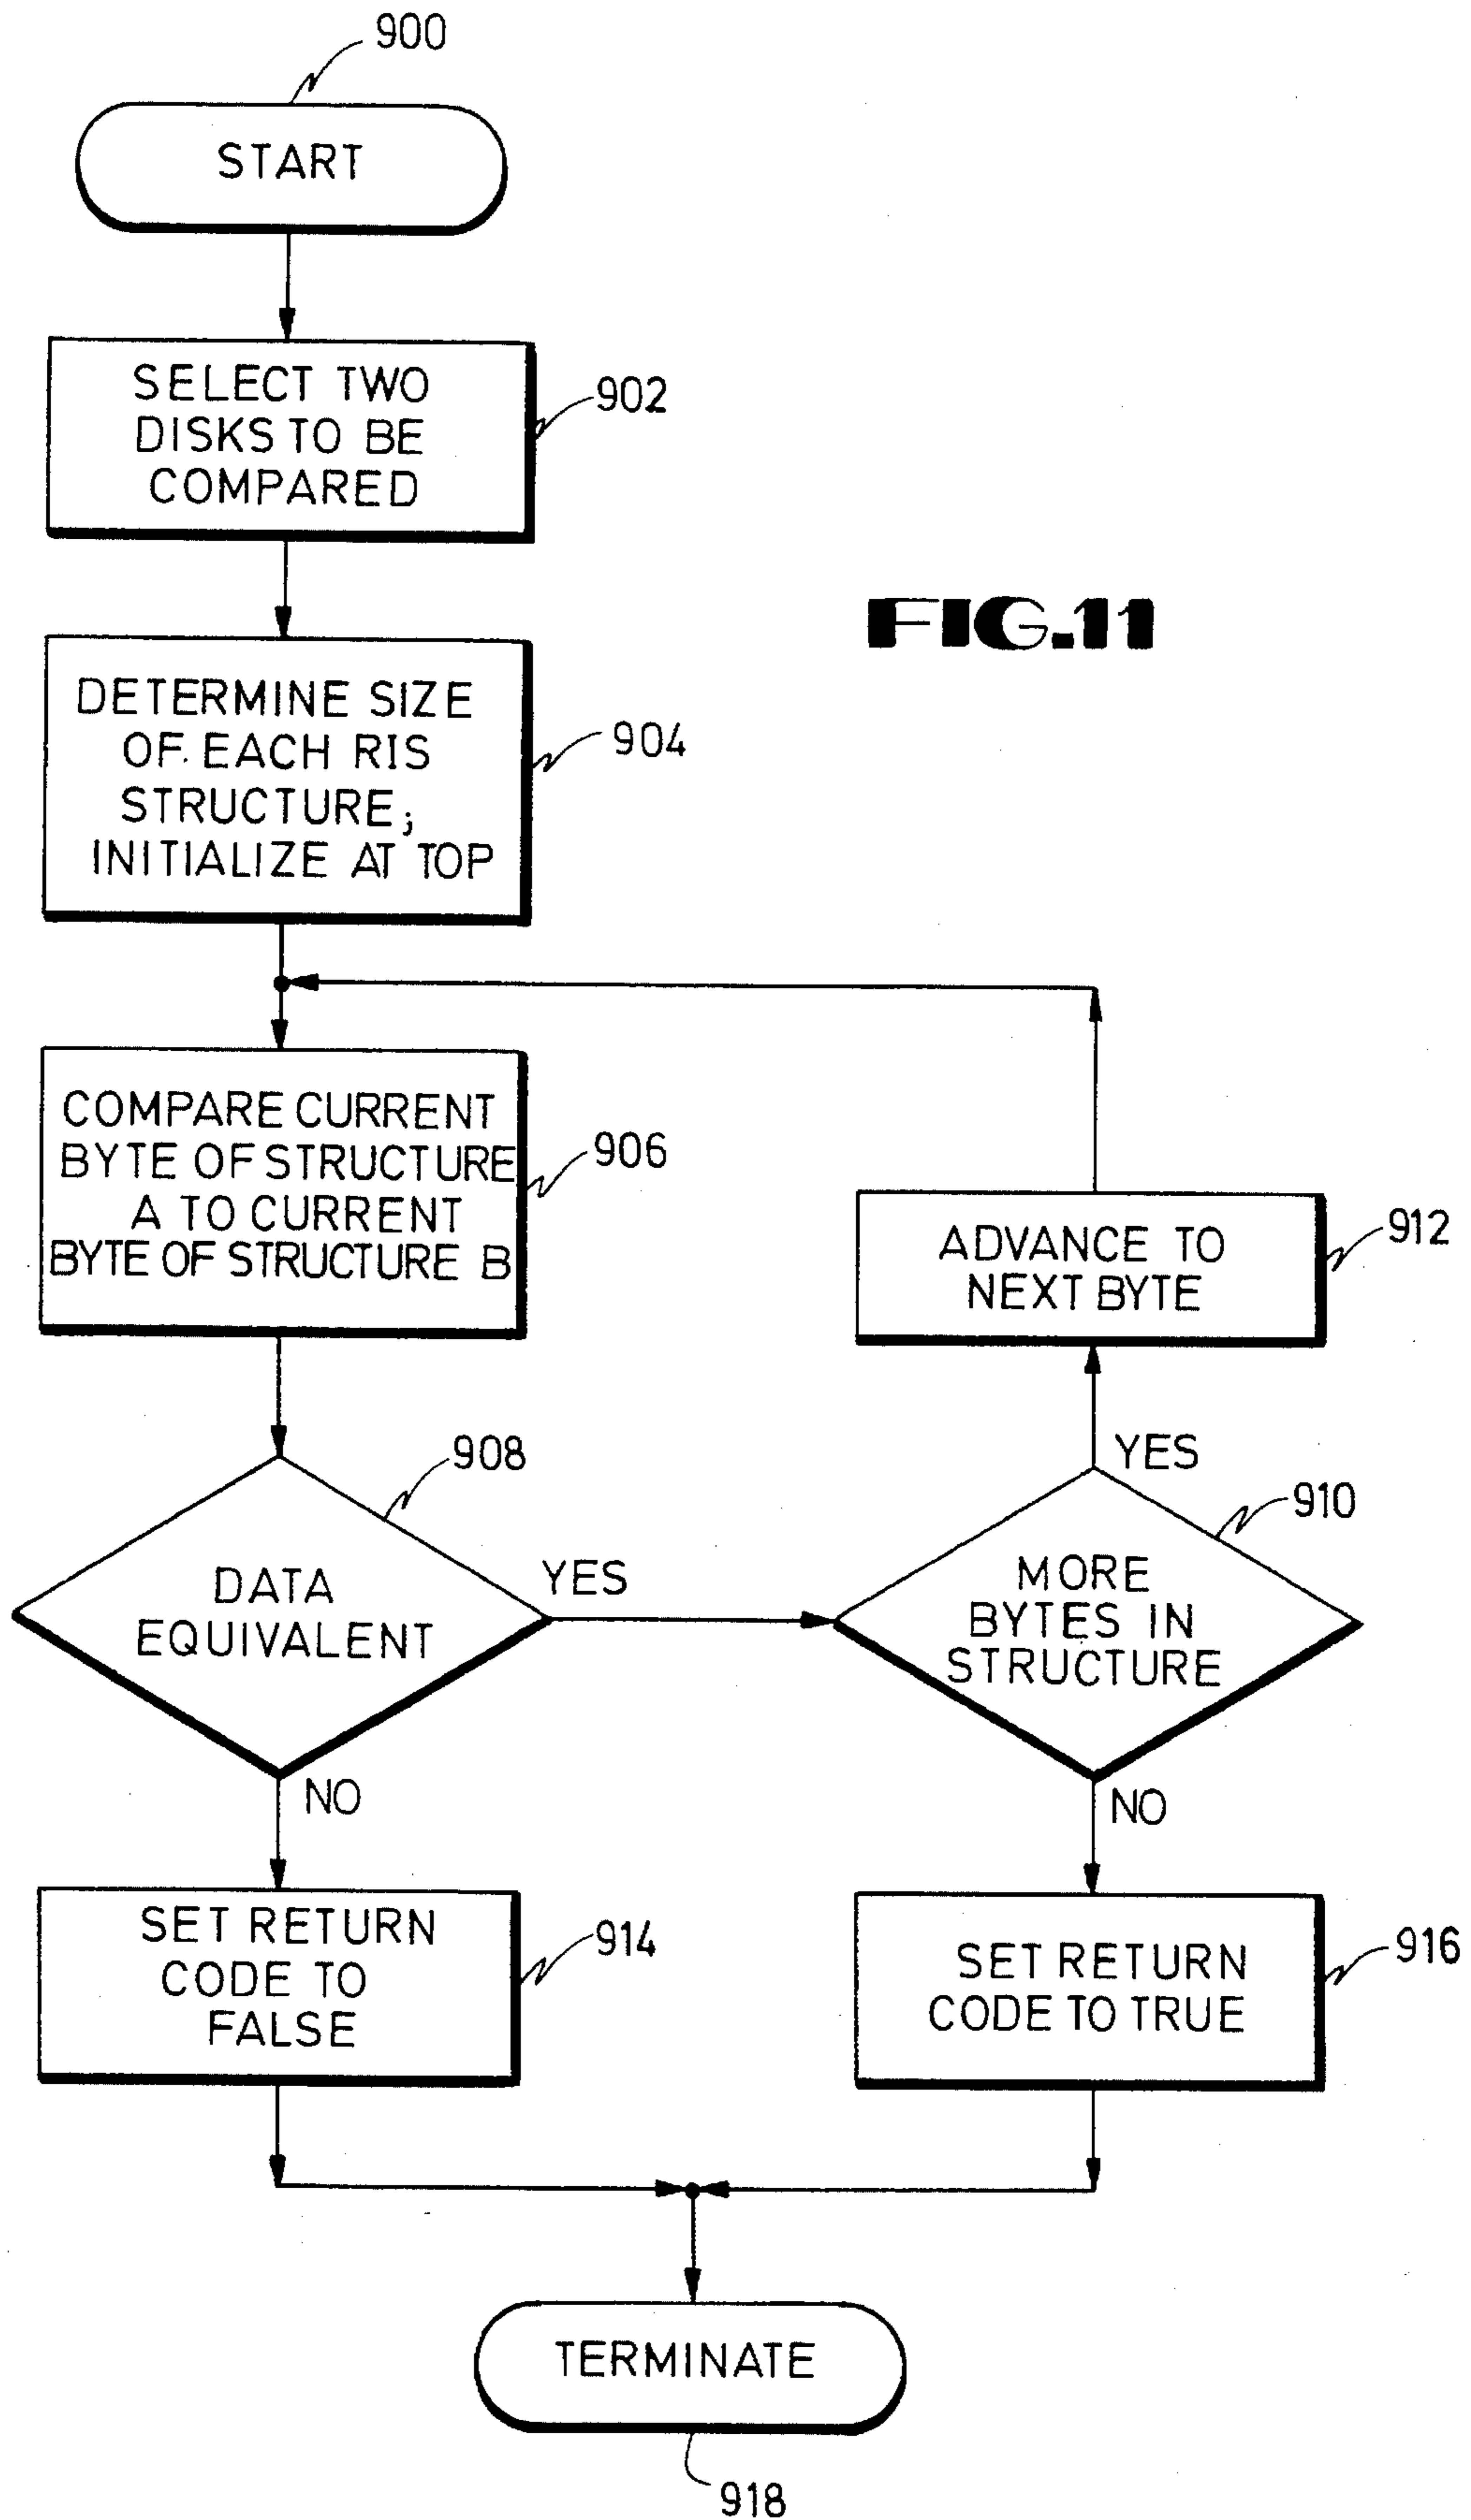 900
START
SELECT TWO
DISKS TO BE
COMPARED
902
FIG.11
DETERMINE SIZE
OF EACH RIS
STRUCTURE;
INITIALIZE AT TOP
904
COMPARE CURRENT
BYTE OF STRUCTURE
A TO CURRENT
BYTE OF STRUCTURE B
906
ADVANCE TO
NEXT BYTE
912
908
DATA
EQUIVALENT
YES
YES
910
MORE
BYTES IN
STRUCTURE
NO
NO
SET RETURN
CODE TO
FALSE
914
SET RETURN
CODE TO TRUE
916
TERMINATE
918